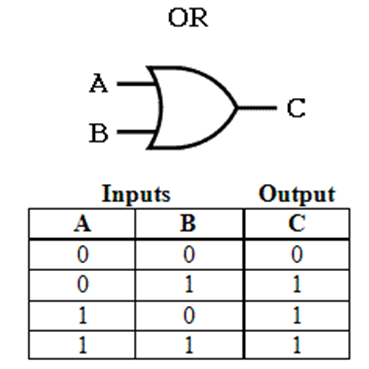 OR
A
B
C
Inputs Output
A B C
0 0 0
0 1 1
1 0 1
1 1 1